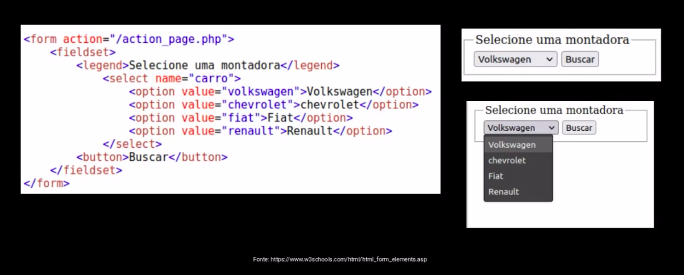 <form action="/action_page.php">
<fieldset>
<legend>Selecione uma montadora</legend>
<select name="carro">
<option value="volkswagen">Volkswagen</option>
<option value="chevrolet">chevrolet</option>
<option value="fiat">Fiat</option>
<option value="renault">Renault</option>
</select>
<button>Buscar</button>
</fieldset>
</form>
Selecione uma montadora
Volkswagen Buscar
Selecione uma montadora
Volkswagen Buscar
Volkswagen
chevrolet
Fiat
Renault
Fonte: https://www.w3schools.com/html/html_form_elements.asp